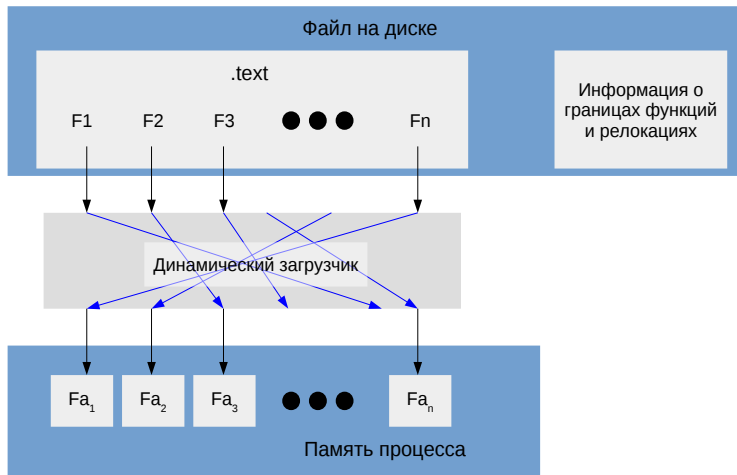 Файл на диске
.text
F1 F2 F3 Fn
Информация о
границах функций
и релокациях
Динамический загрузчик
Fa1 Fa2 Fa3 Fan
Память процесса